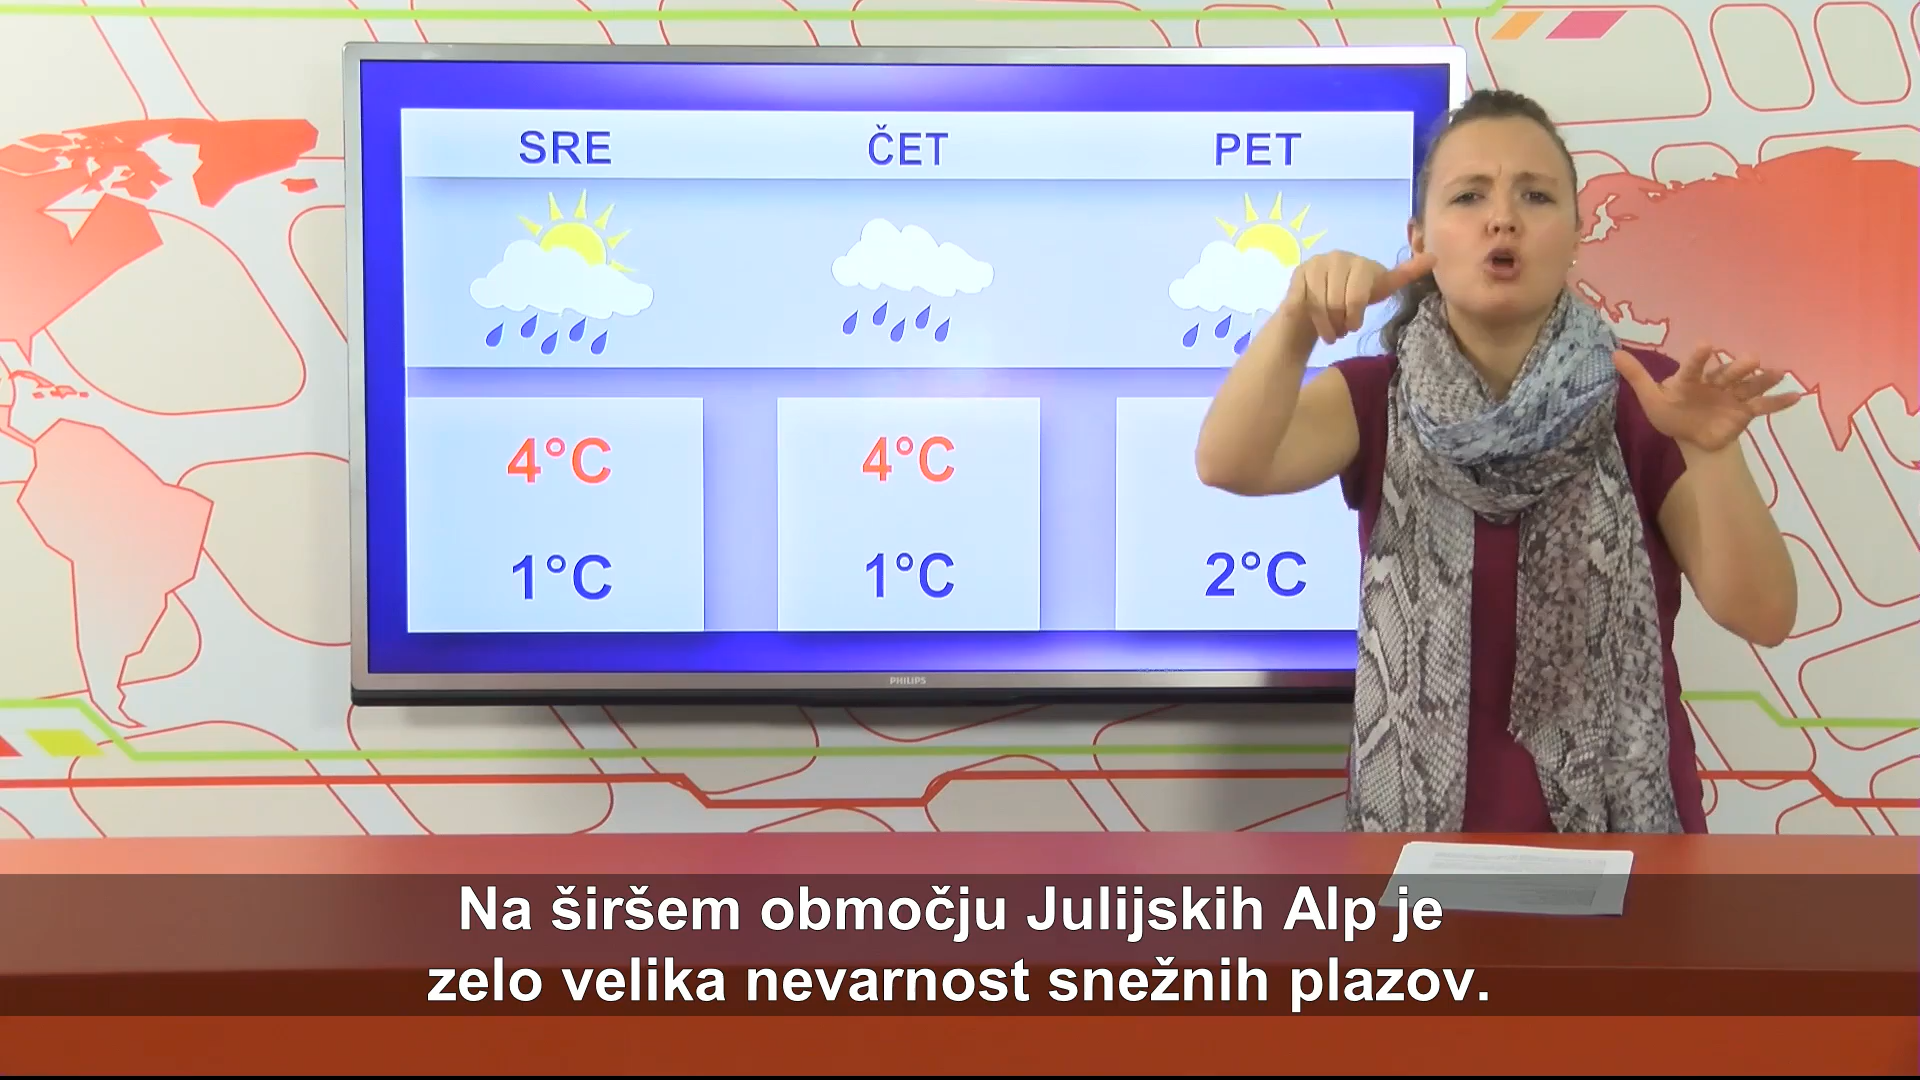 SRE ČET PET
4°C 4°C
1°C 1°C 2°C
PHILIPS
Na širšem območju Julijskih Alp je
zelo velika nevarnost snežnih plazov.